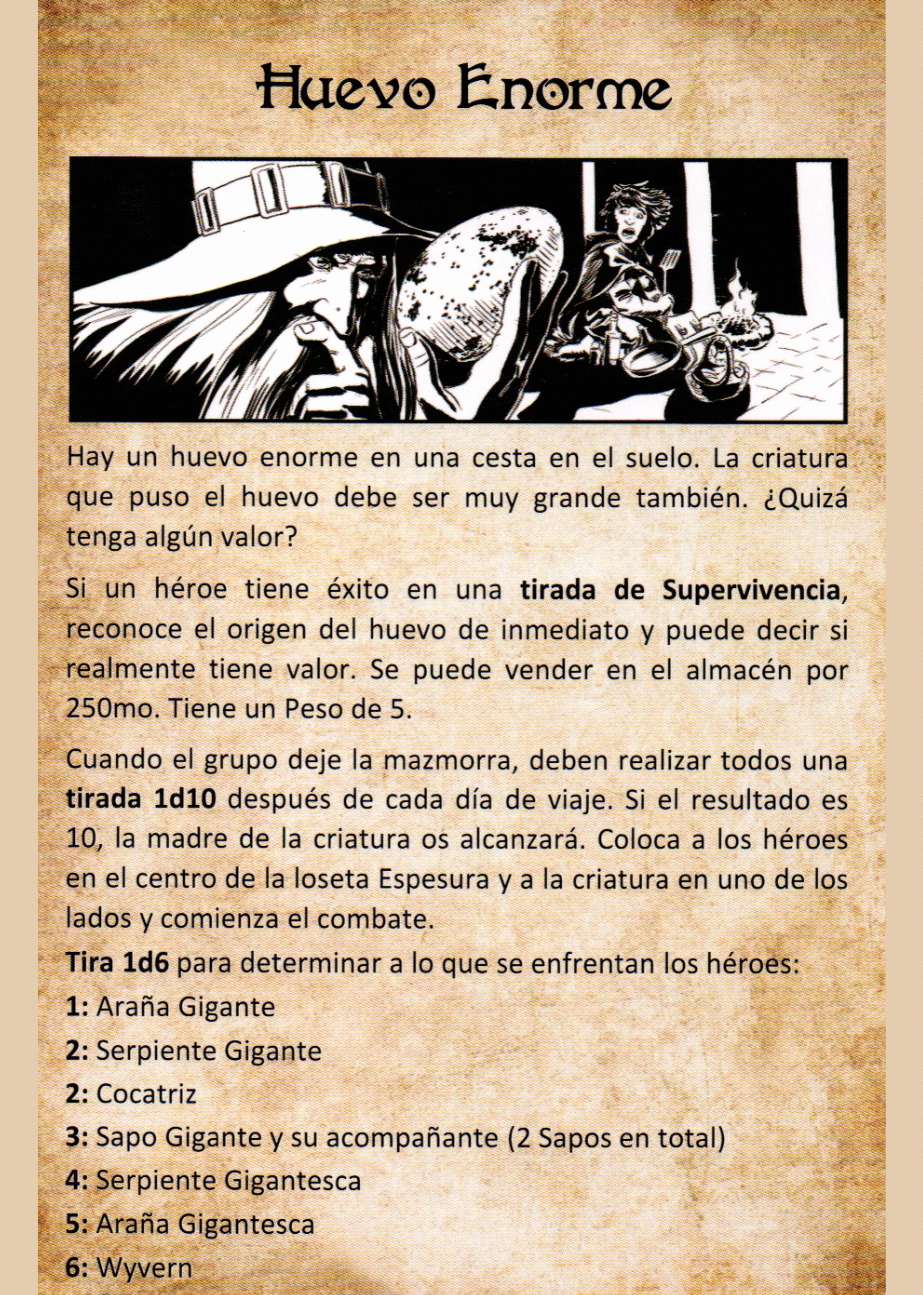 Huevo Enorme
Hay un huevo enorme en una cesta en el suelo. La criatura
que puso el huevo debe ser muy grande también. ¿Quizá
tenga algún valor?
Si un héroe tiene éxito en una tirada de Supervivencia,
reconoce el origen del huevo de inmediato y puede decir si
realmente tiene valor. Se puede vender en el almacén por
250mo. Tiene un Peso de 5.
Cuando el grupo deje la mazmorra, deben realizar todos una
tirada 1d10 después de cada día de viaje. Si el resultado es
10, la madre de la criatura os alcanzará. Coloca a los héroes
en el centro de la loseta Espesura y a la criatura en uno de los
lados y comienza el combate.
Tira 1d6 para determinar a lo que se enfrentan los héroes:
1: Araña Gigante
2: Serpiente Gigante
2: Cocatriz
3: Sapo Gigante y su acompañante (2 Sapos en total)
4: Serpiente Gigantesca
5: Araña Gigantesca
6: Wyvern